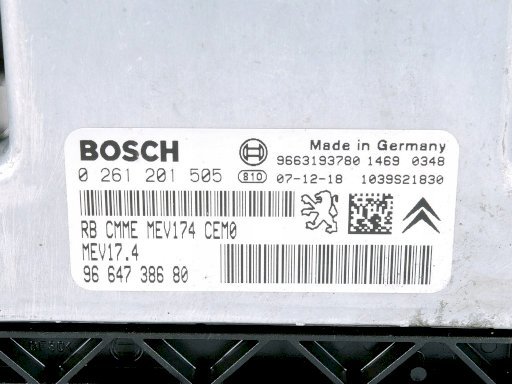 BOSCH
Made in Germany
9663193780 1469 0348
0 261 201 505
810
07-12-18 1039S21830
RB CMME MEV174 CEM0
MEV17.4
96 647 386 80